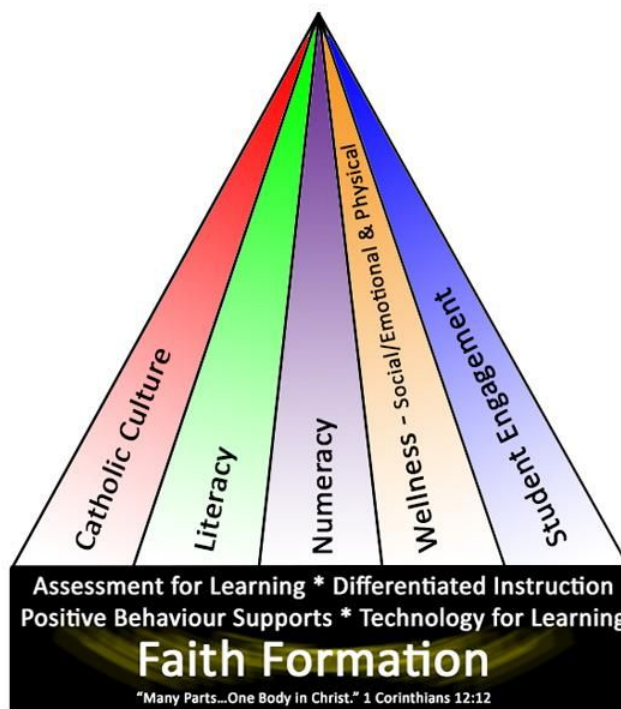 Catholic Culture
Literacy
Numeracy
Wellness - Social/Emotional & Physical
Student Engagement
Assessment for Learning * Differentiated Instruction
Positive Behaviour Supports * Technology for Learning
Faith Formation
“Many Parts...One Body in Christ.” 1 Corinthians 12:12